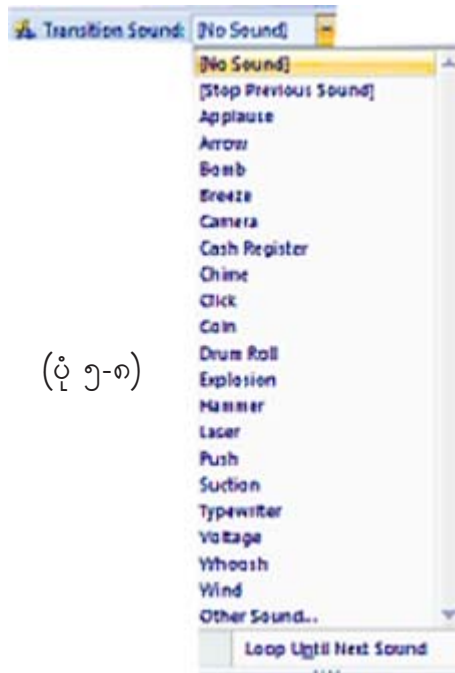 Transition Sound: [No Sound]
[No Sound]
[Stop Previous Sound]
Applause
Arrow
Bomb
Breeze
Camera
Cash Register
Chime
Click
Coin
Drum Roll
(ပုံ ၅-၈)
Explosion
Hammer
Laser
Push
Suction
Typewriter
Voltage
Whoosh
Wind
Other Sound...
Loop Until Next Sound